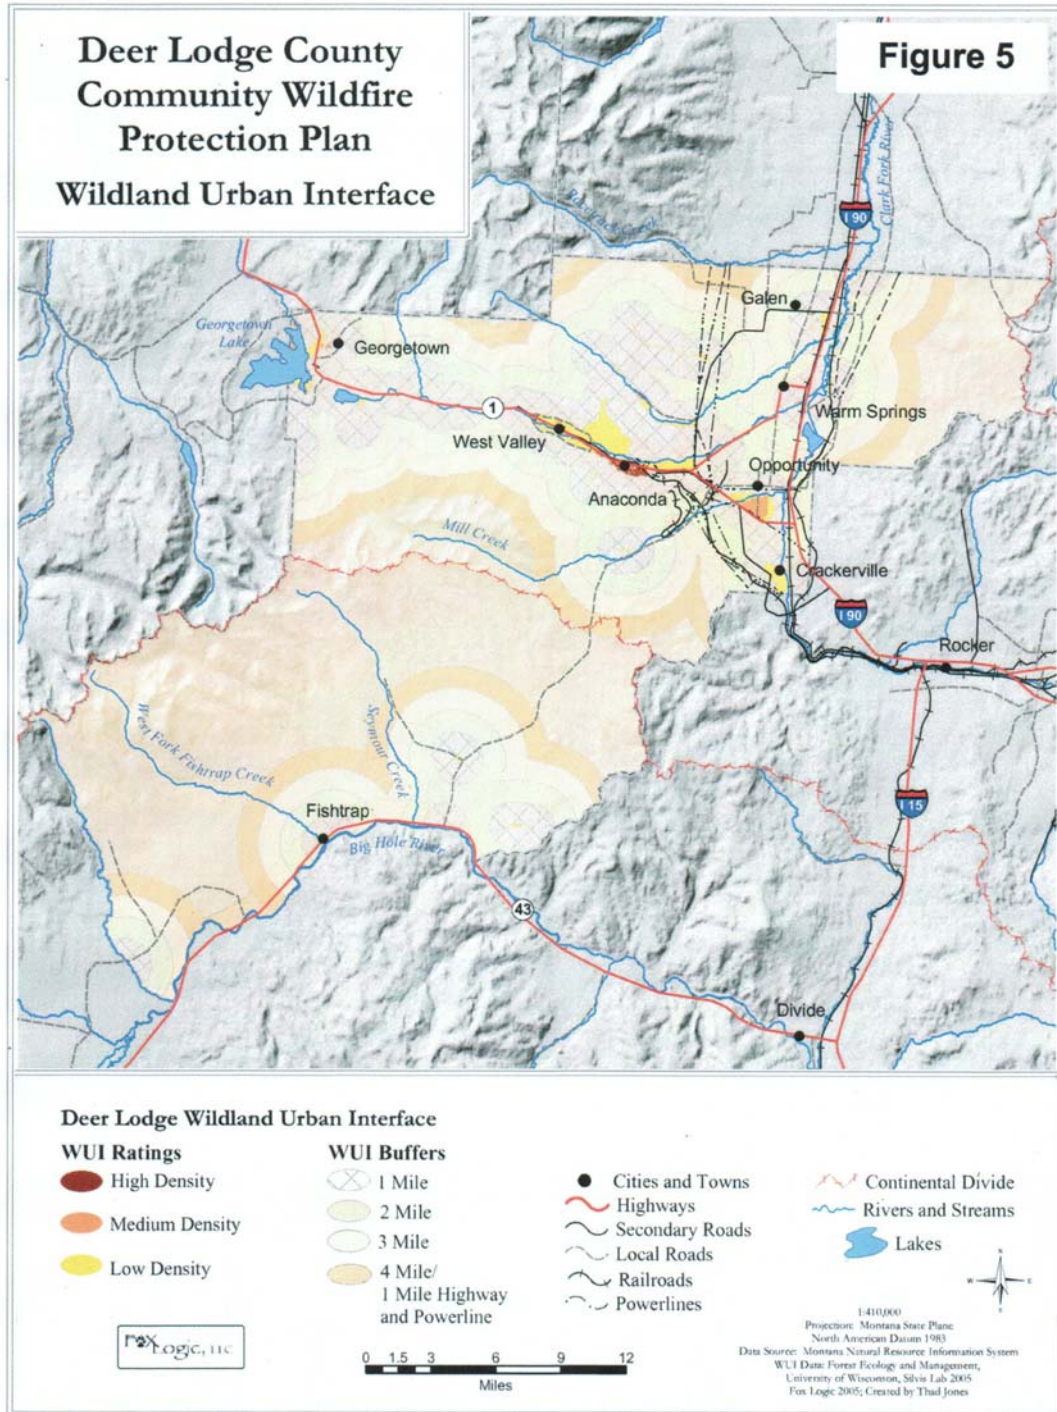 Deer Lodge County
Community Wildfire
Protection Plan
Wildland Urban Interface
Figure 5
Clark Fork River
I 90
Creek
Galen
Georgetown
Lake
Georgetown
1
West Valley
Warm Springs
Opportunity
Anaconda
Mill Creek
Crackerville
I 90
Rocker
West Fork Fishtrap Creek
Seymour Creek
Fishtrap
Big Hole River
I 15
43
Divide
Deer Lodge Wildland Urban Interface
WUI Ratings
High Density
Medium Density
Low Density
WUI Buffers
1 Mile
2 Mile
3 Mile
4 Mile/
1 Mile Highway
and Powerline
Cities and Towns
Highways
Secondary Roads
Local Roads
Railroads
Powerlines
Continental Divide
Rivers and Streams
Lakes
N
W
E
S
Fox Logic, llc
0 1.5 3 6 9 12
Miles
1:410,000
Projection: Montana State Plane
North American Datum 1983
Data Source: Montana Natural Resource Information System
WUI Data: Forest Ecology and Management,
University of Wisconson, Silvis Lab 2005
Fox Logic 2005; Created by Thad Jones